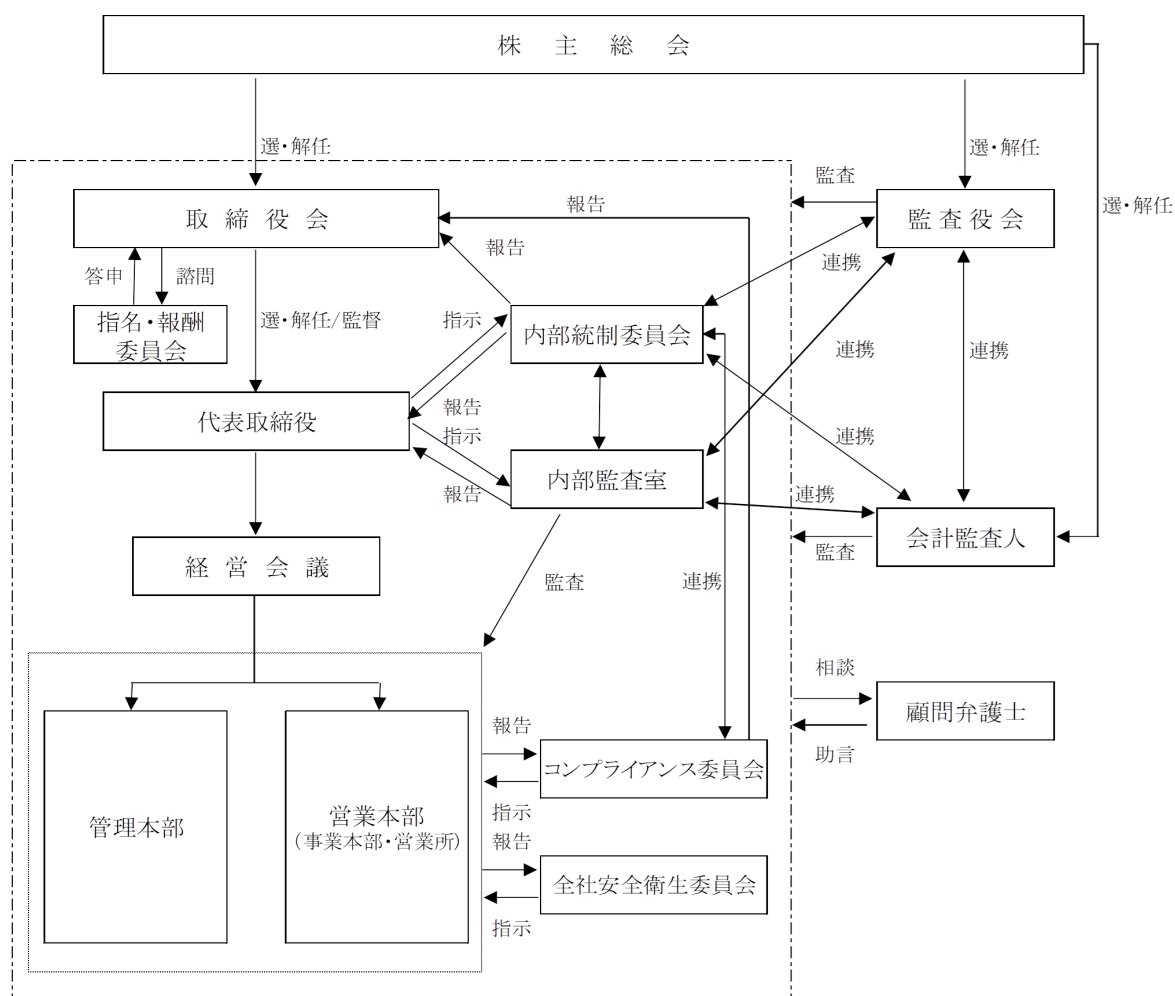 株主総会
選・解任
選・解任
選・解任
監査
取締役会
報告
監査役会
報告
連携
答申
諮問
指名・報酬
委員会
選・解任/監督
指示
内部統制委員会
連携
連携
代表取締役
報告
指示
連携
報告
内部監査室
連携
会計監査人
監査
経営会議
監査
連携
相談
顧問弁護士
助言
報告
コンプライアンス委員会
指示
管理本部
営業本部
(事業本部・営業所)
報告
全社安全衛生委員会
指示